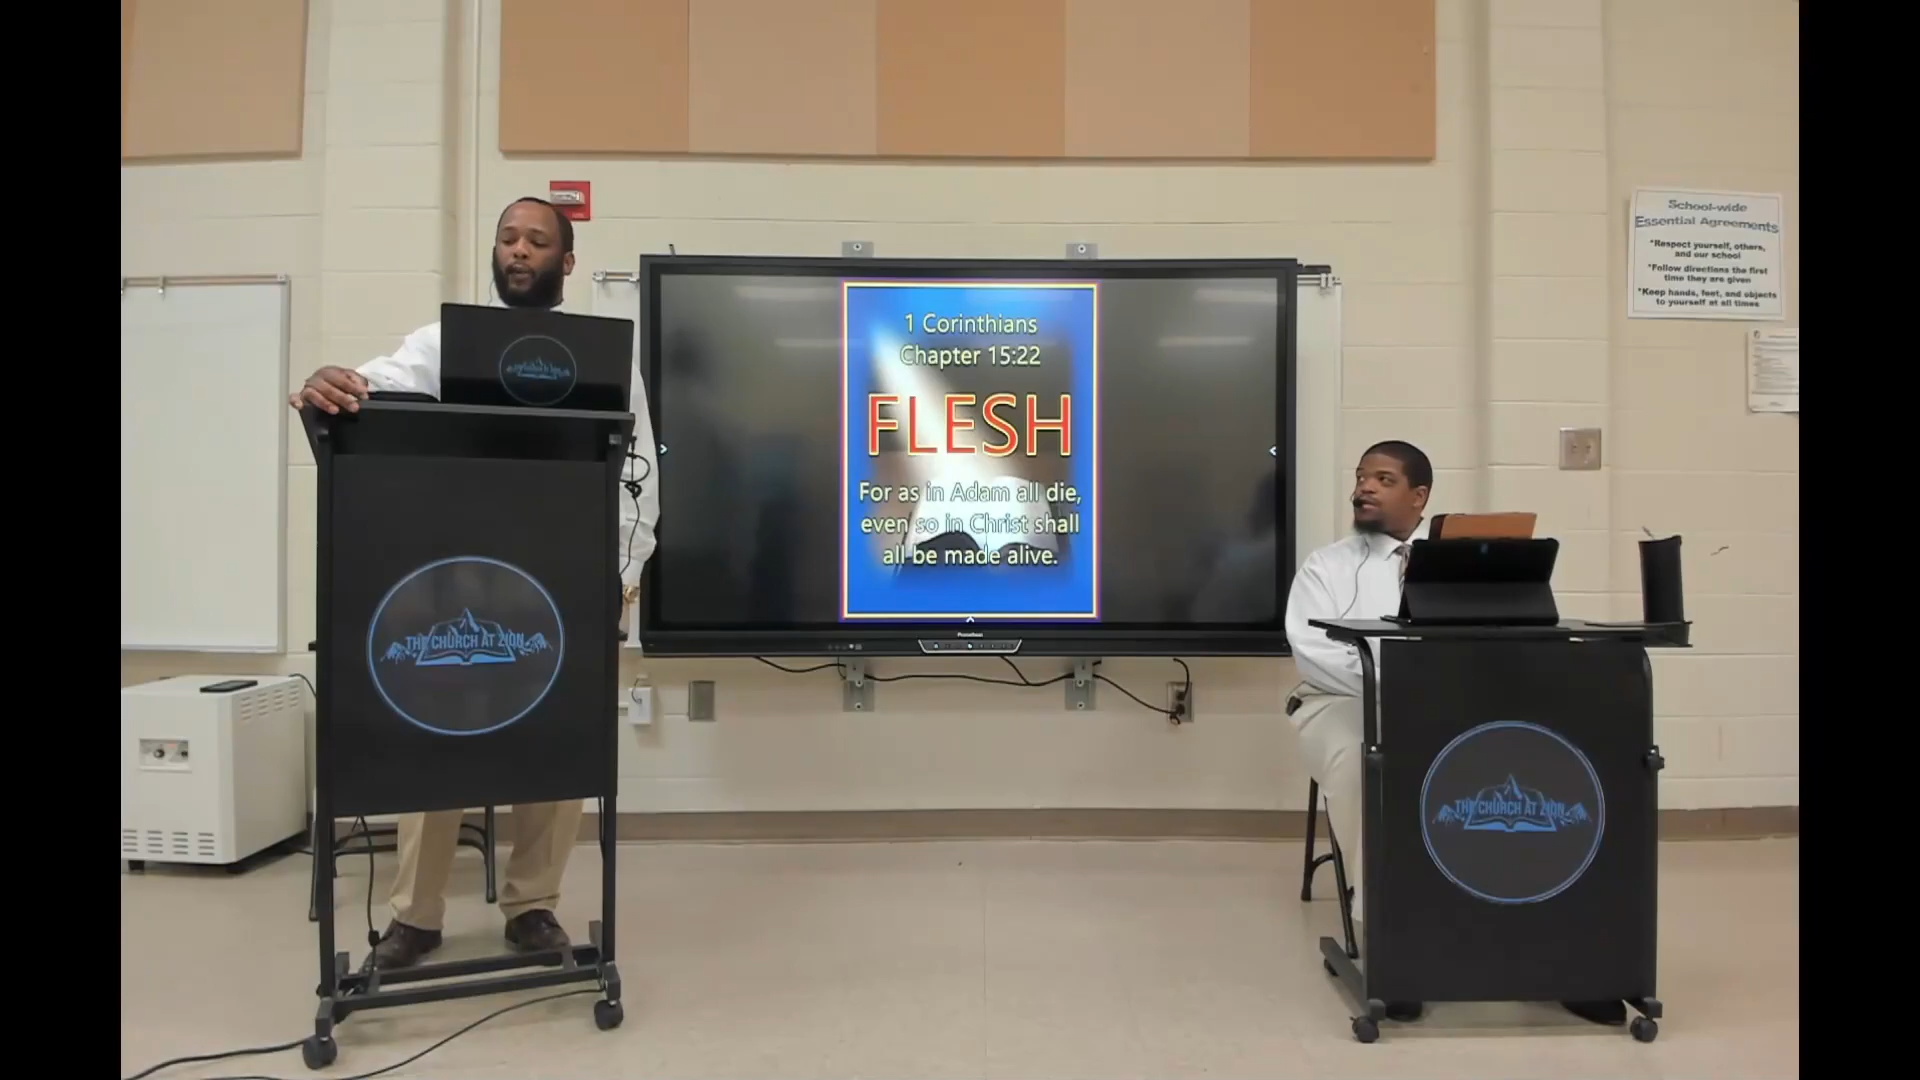 1 Corinthians
Chapter 15:22
FLESH
For as in Adam all die,
even so in Christ shall
all be made alive.
School-wide
Essential Agreements
*Respect yourself, others,
and our school
*Follow directions the first
time they are given
*Keep hands, feet, and objects
to yourself at all times
THE CHURCH AT ZION
THE CHURCH AT ZION
Promethean